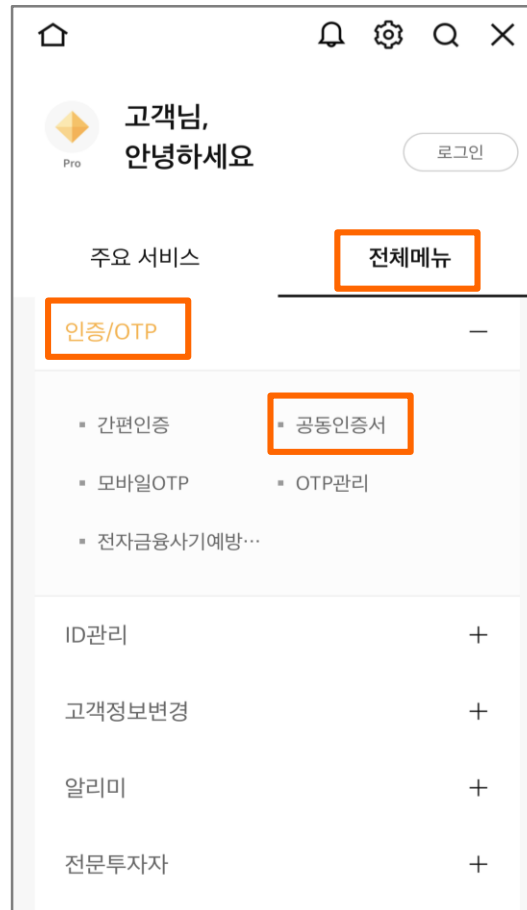 고객님,
안녕하세요
Pro
로그인
주요 서비스
전체메뉴
인증/OTP
간편인증
공동인증서
모바일OTP
OTP관리
전자금융사기예방…
ID관리
고객정보변경
알리미
전문투자자